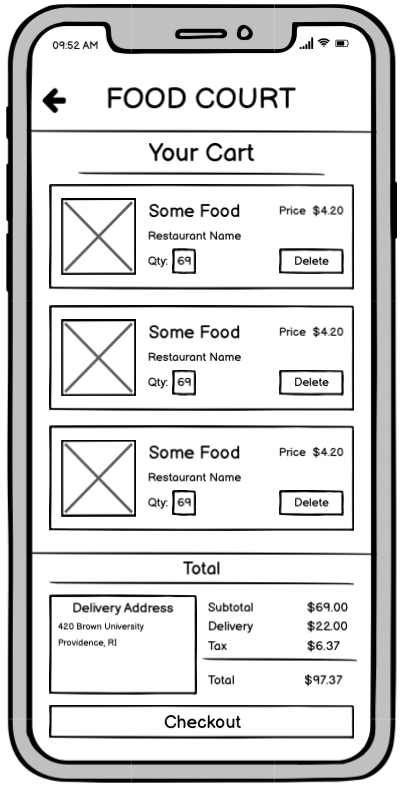 09:52 AM
FOOD COURT
Your Cart
Some Food Price $4.20
Restaurant Name
Qty: 69 Delete
Some Food Price $4.20
Restaurant Name
Qty: 69 Delete
Some Food Price $4.20
Restaurant Name
Qty: 69 Delete
Total
Delivery Address
420 Brown University
Providence, RI
Subtotal $69.00
Delivery $22.00
Tax $6.37
Total $97.37
Checkout